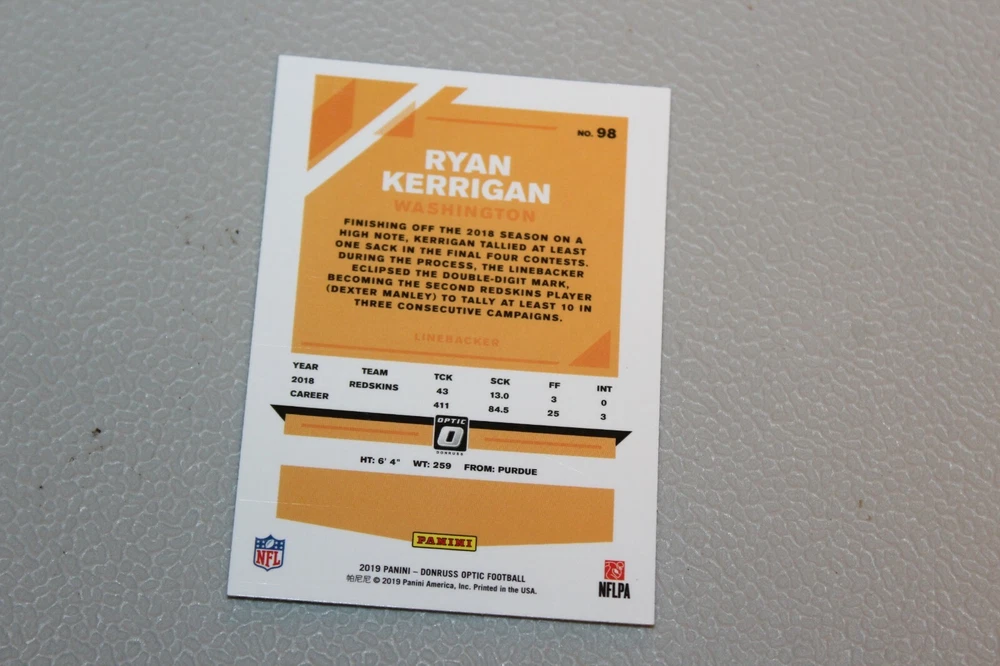 NO. 98
RYAN
KERRIGAN
WASHINGTON
FINISHING OFF THE 2018 SEASON ON A
HIGH NOTE, KERRIGAN TALLIED AT LEAST
ONE SACK IN THE FINAL FOUR CONTESTS.
DURING THE PROCESS, THE LINEBACKER
ECLIPSED THE DOUBLE-DIGIT MARK,
BECOMING THE SECOND REDSKINS PLAYER
(DEXTER MANLEY) TO TALLY AT LEAST 10 IN
THREE CONSECUTIVE CAMPAIGNS.
LINEBACKER
YEAR TEAM TCK SCK FF INT
2018 REDSKINS 43 13.0 3 0
CAREER 411 84.5 25 3
OPTIC
O
DONRUSS
HT: 6' 4" WT: 259 FROM: PURDUE
PANINI
NFL
2019 PANINI – DONRUSS OPTIC FOOTBALL
帕尼尼 © 2019 Panini America, Inc. Printed in the USA.
NFLPA